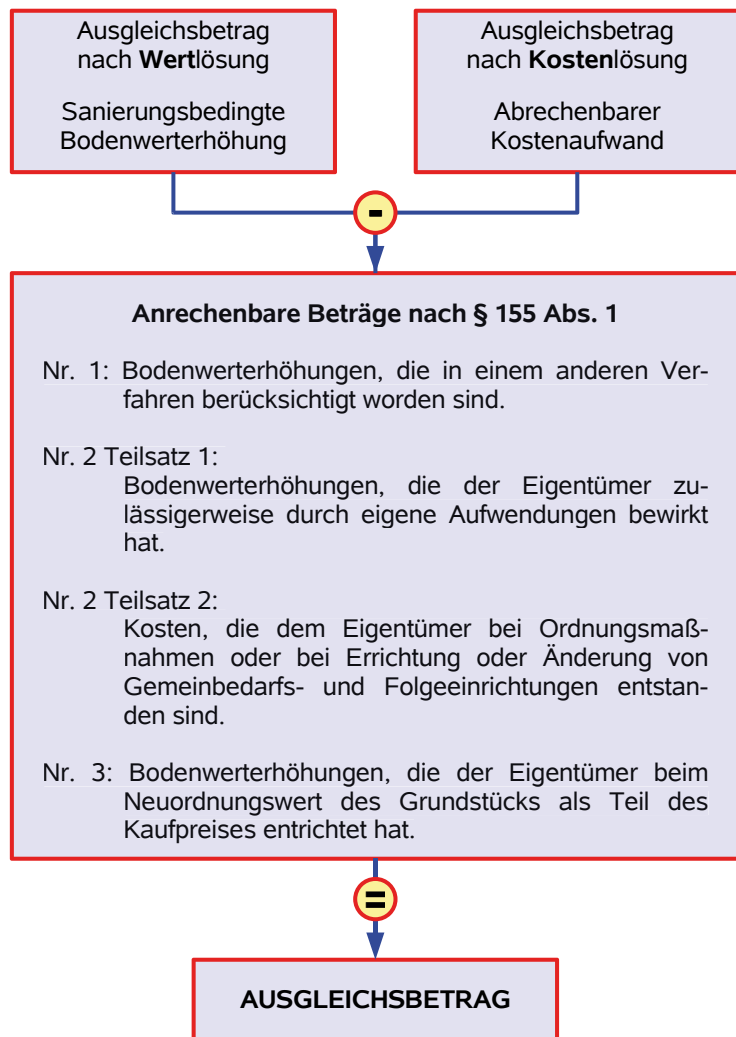 Ausgleichsbetrag
nach Wertlösung
Sanierungsbedingte
Bodenwerterhöhung
Ausgleichsbetrag
nach Kostenlösung
Abrechenbarer
Kostenaufwand
-
Anrechenbare Beträge nach § 155 Abs. 1
Nr. 1: Bodenwerterhöhungen, die in einem anderen Ver-
fahren berücksichtigt worden sind.
Nr. 2 Teilsatz 1:
Bodenwerterhöhungen, die der Eigentümer zu-
lässigerweise durch eigene Aufwendungen bewirkt
hat.
Nr. 2 Teilsatz 2:
Kosten, die dem Eigentümer bei Ordnungsmaß-
nahmen oder bei Errichtung oder Änderung von
Gemeinbedarfs- und Folgeeinrichtungen entstan-
den sind.
Nr. 3: Bodenwerterhöhungen, die der Eigentümer beim
Neuordnungswert des Grundstücks als Teil des
Kaufpreises entrichtet hat.
=
AUSGLEICHSBETRAG